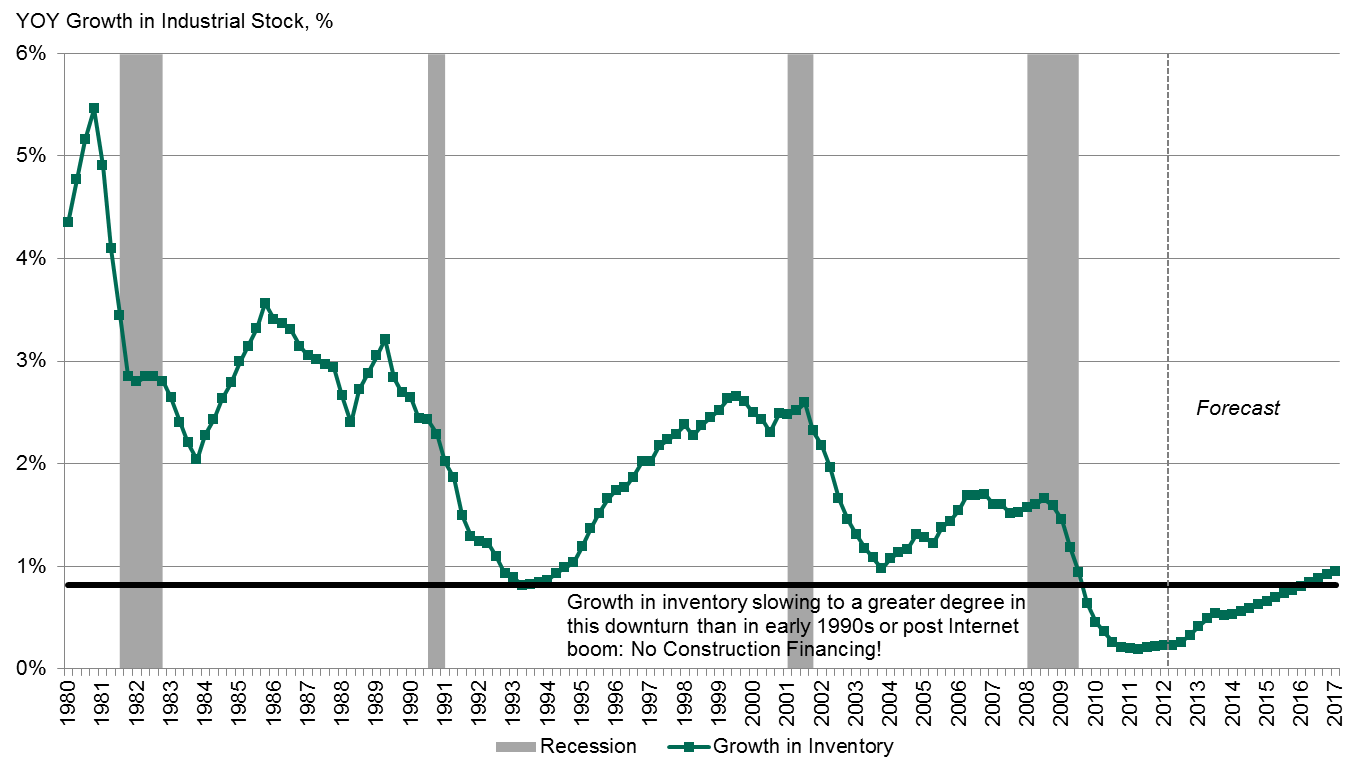 YOY Growth in Industrial Stock, %
6%
5%
4%
3%
2%
1%
0%
Forecast
Growth in inventory slowing to a greater degree in
this downturn than in early 1990s or post Internet
boom: No Construction Financing!
1980 1981 1982 1983 1984 1985 1986 1987 1988 1989 1990 1991 1992 1993 1994 1995 1996 1997 1998 1999 2000 2001 2002 2003 2004 2005 2006 2007 2008 2009 2010 2011 2012 2013 2014 2015 2016 2017
Recession Growth in Inventory